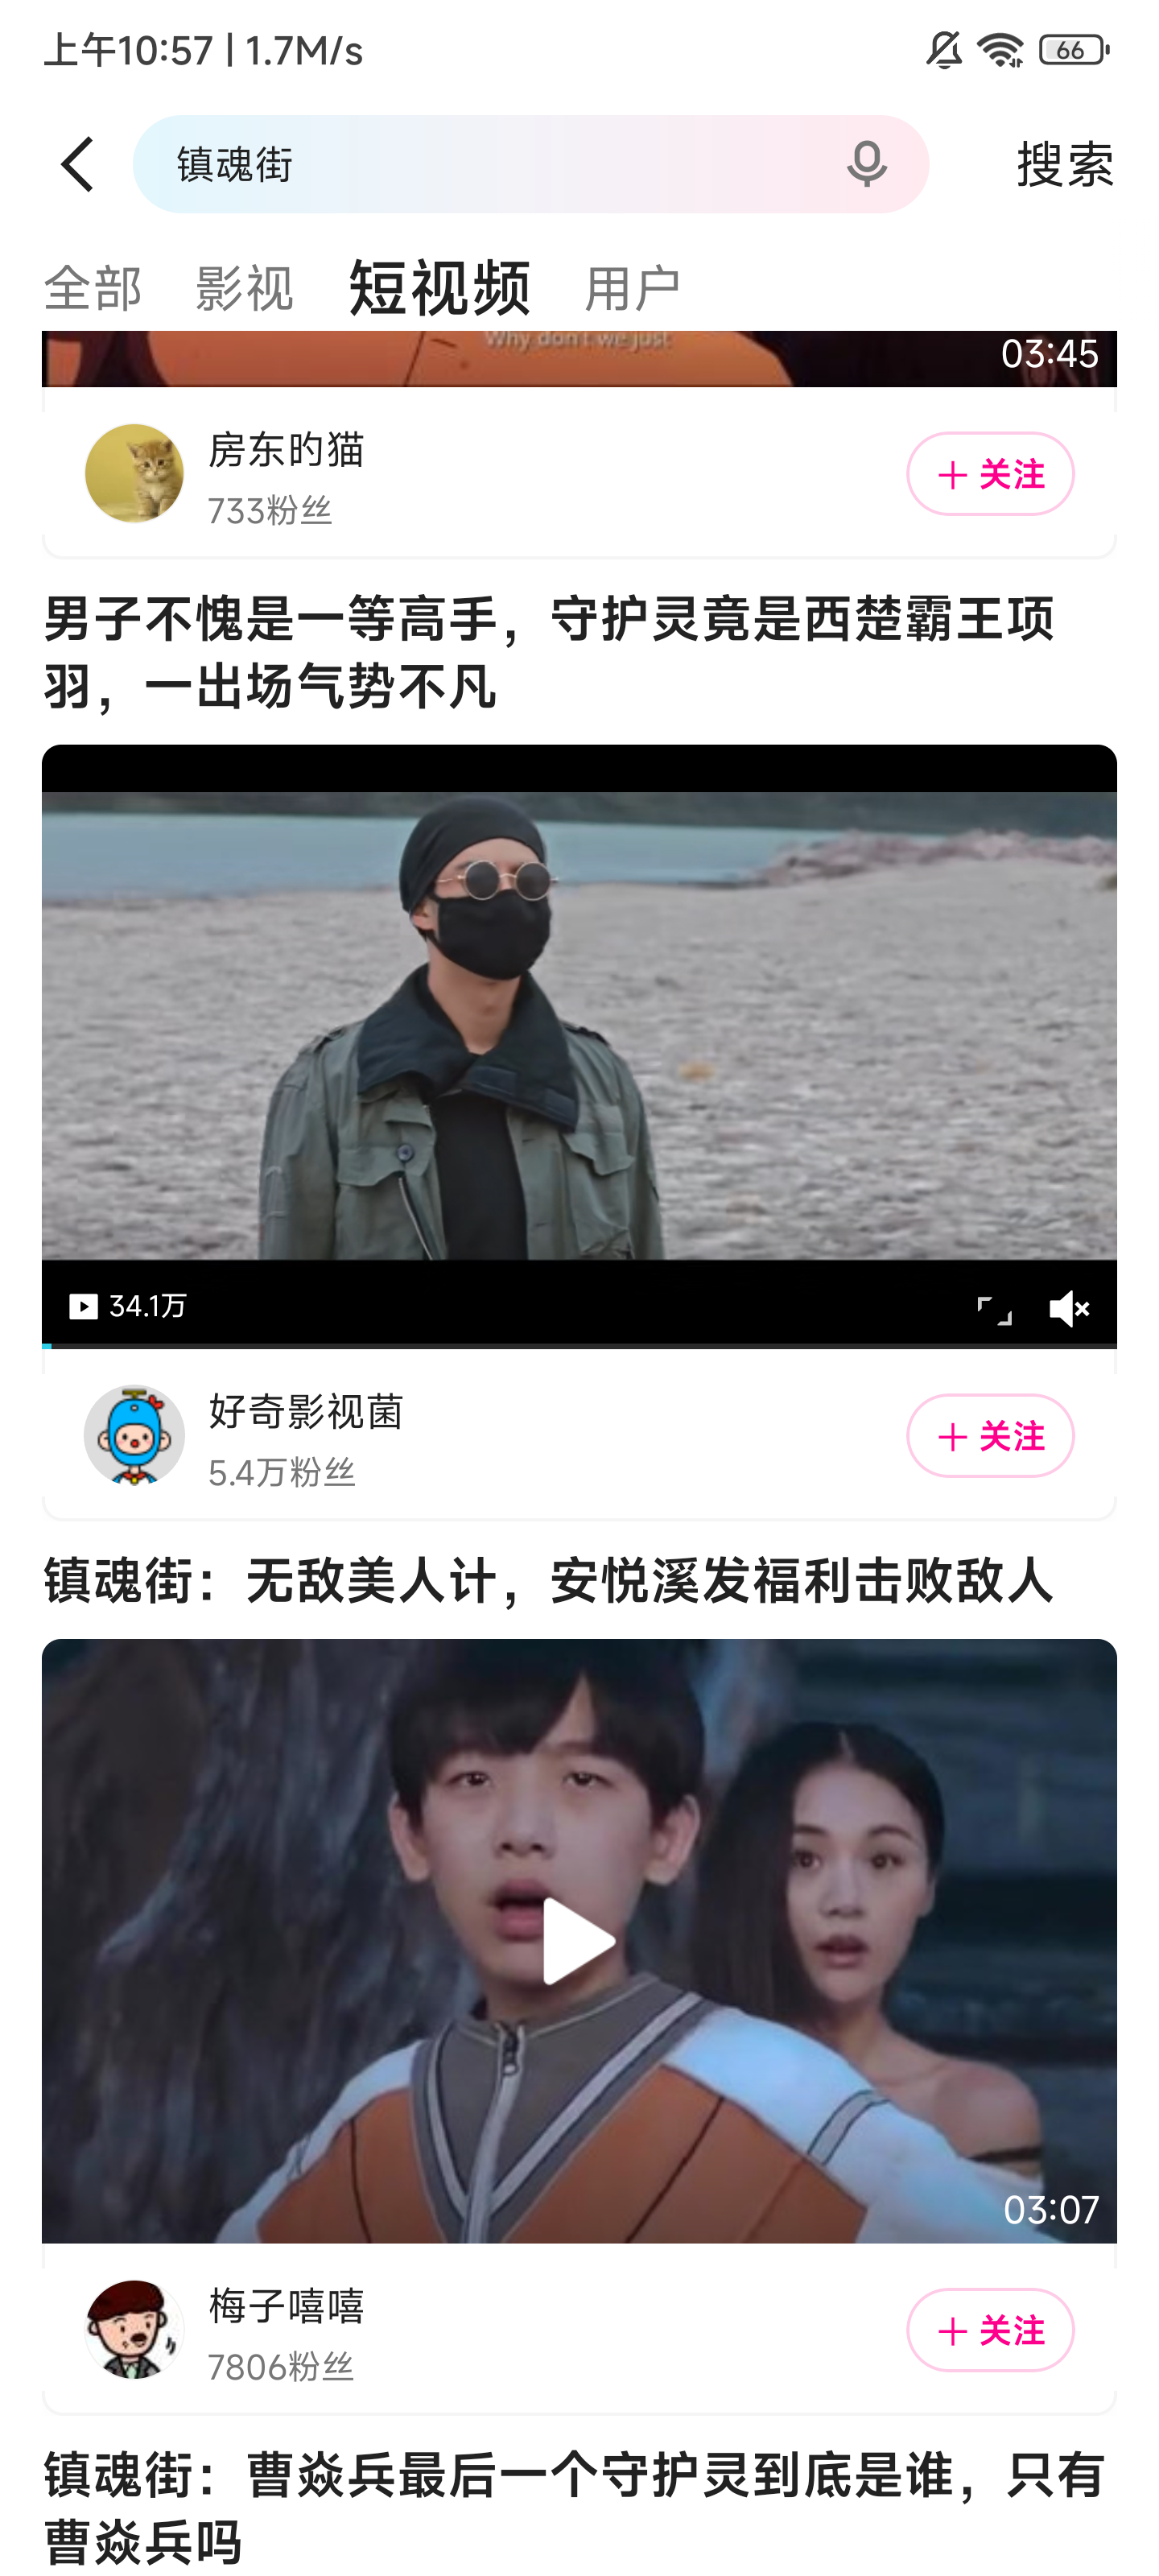 上午10:57 | 1.7M/s
66
镇魂街
搜索
全部 影视 短视频 用户
Why don't we just
03:45
房东旳猫
733粉丝
+ 关注
男子不愧是一等高手，守护灵竟是西楚霸王项
羽，一出场气势不凡
34.1万
好奇影视菌
5.4万粉丝
+ 关注
镇魂街：无敌美人计，安悦溪发福利击败敌人
03:07
梅子嘻嘻
7806粉丝
+ 关注
镇魂街：曹焱兵最后一个守护灵到底是谁，只有
曹焱兵吗